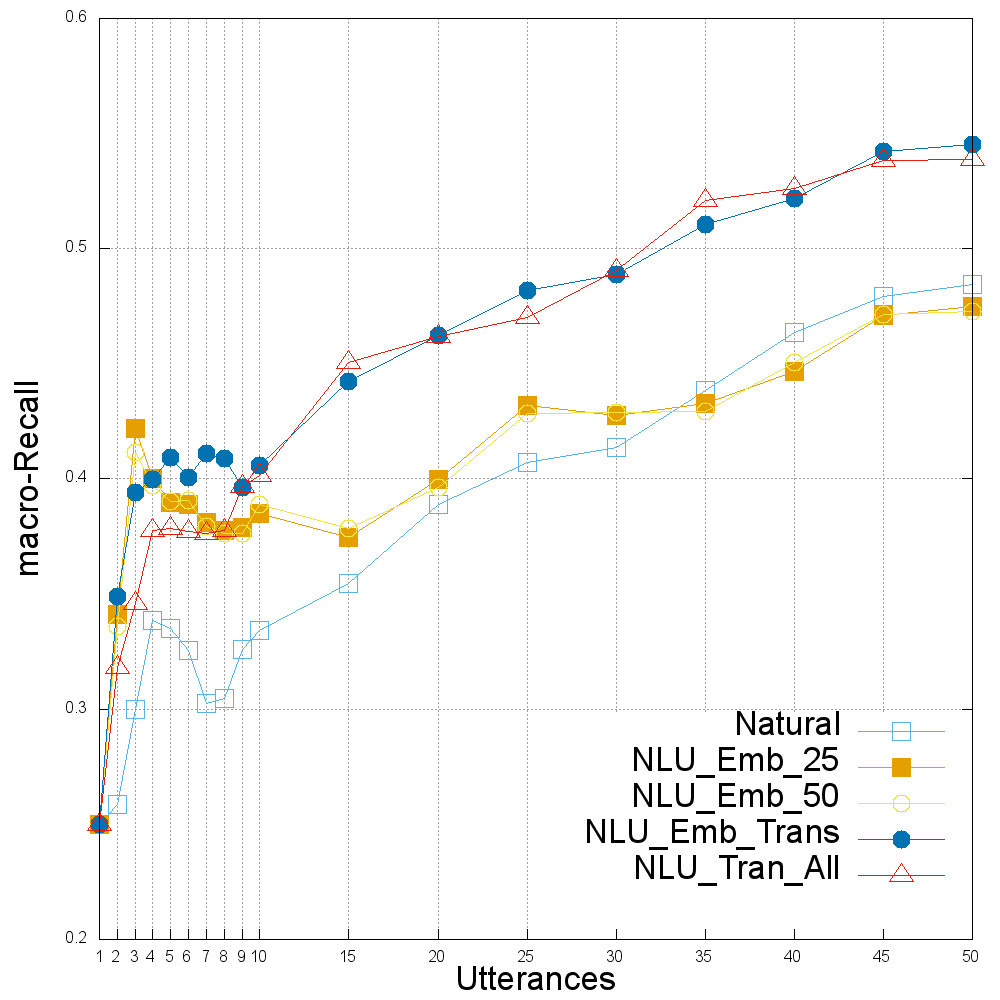 0.6
0.5
0.4
0.3
0.2
macro-Recall
Natural
NLU_Emb_25
NLU_Emb_50
NLU_Emb_Trans
NLU_Tran_All
1 2 3 4 5 6 7 8 9 10 15 20 25 30 35 40 45 50
Utterances